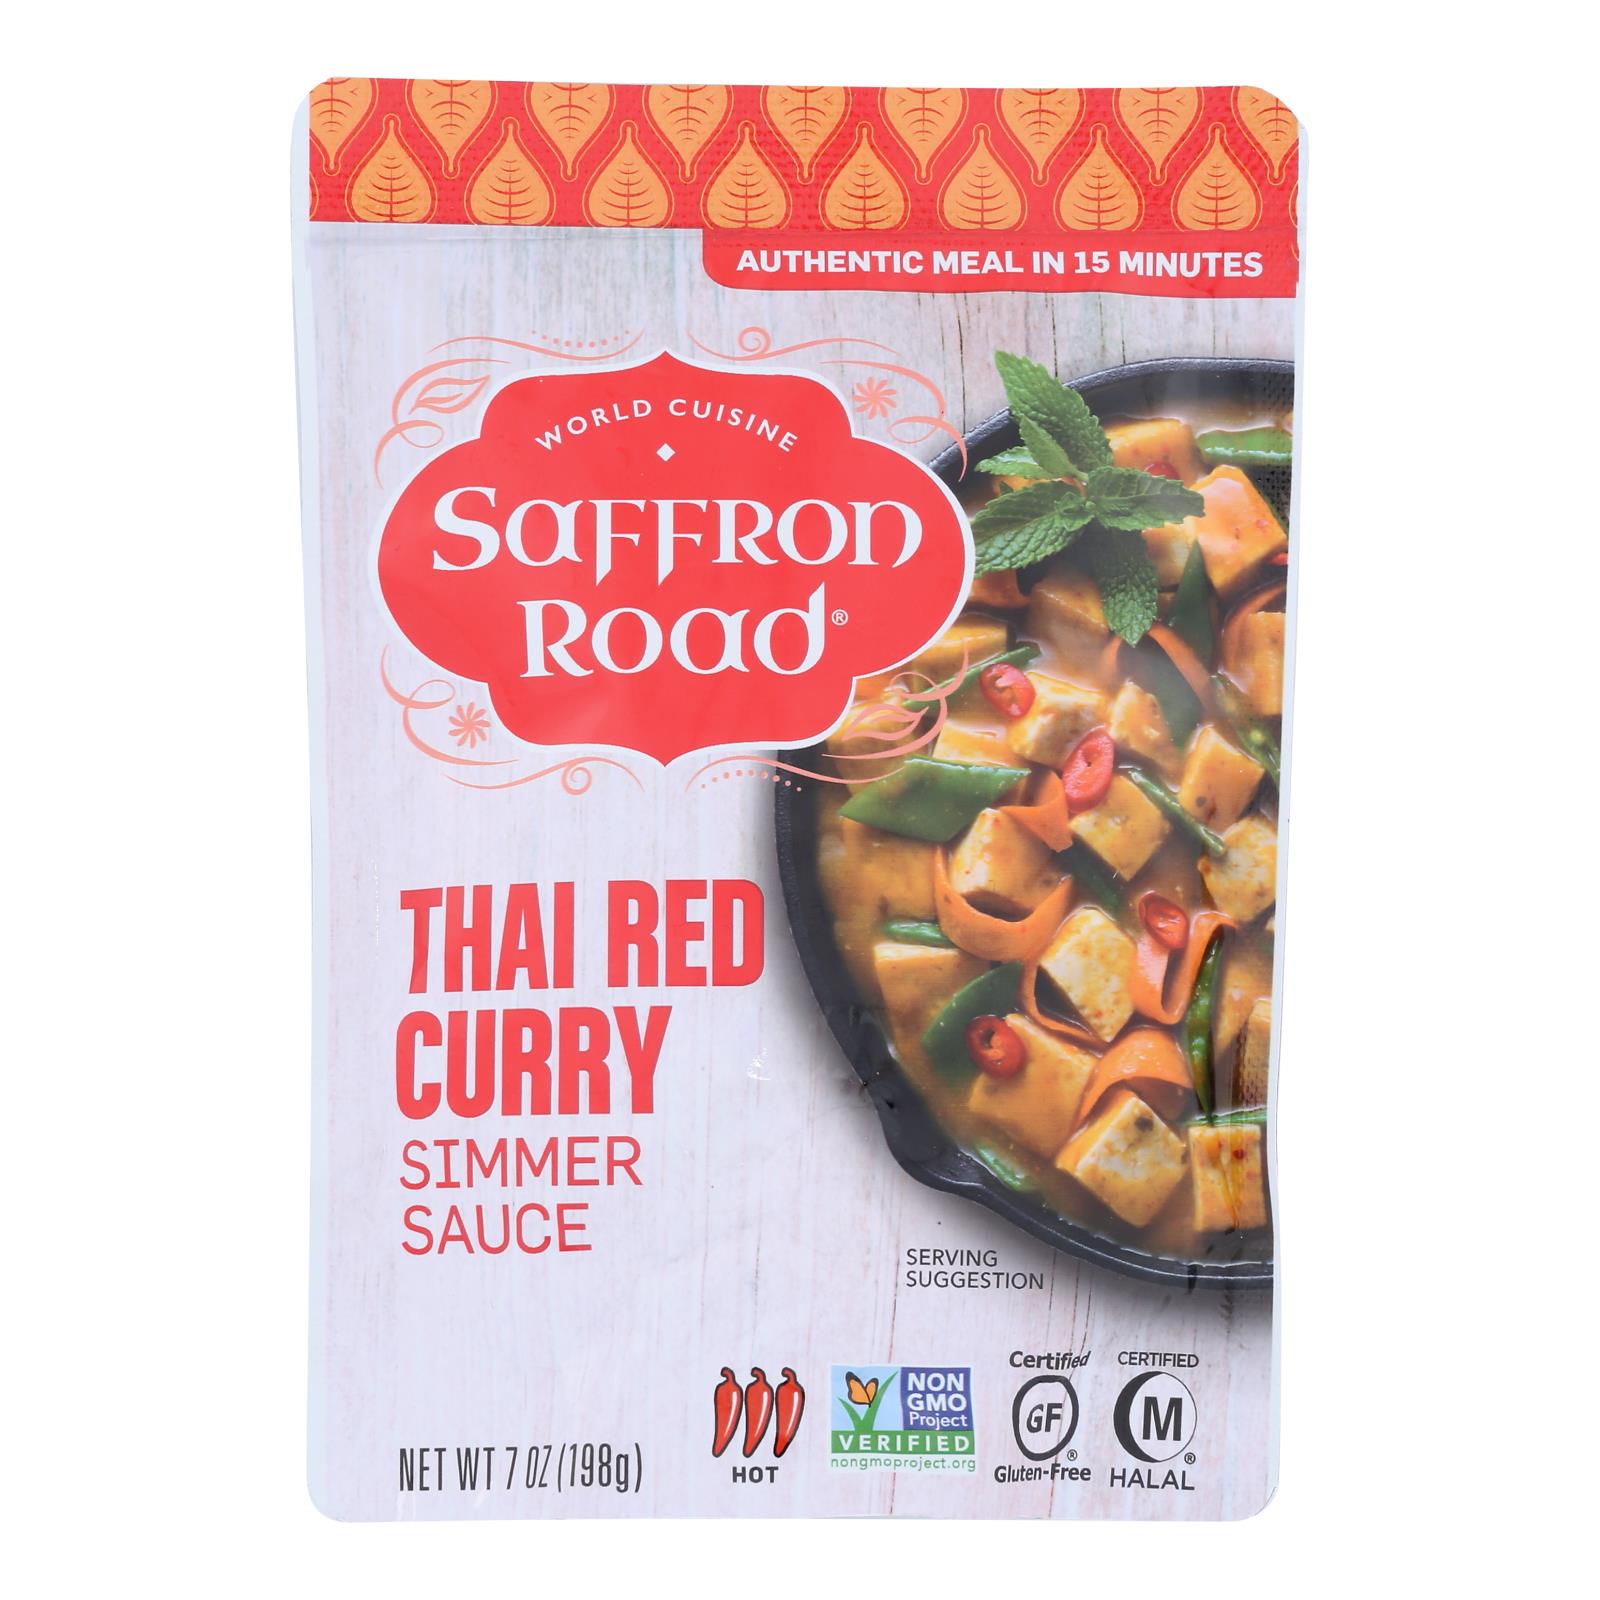 AUTHENTIC MEAL IN 15 MINUTES
WORLD CUISINE
SAFFRON
ROAD®
THAI RED
CURRY
SIMMER
SAUCE
SERVING
SUGGESTION
NET WT 7 OZ (198g)
HOT
NON
GMO
Project
VERIFIED
nongmoproject.org
Certified
GF
®
Gluten-Free
CERTIFIED
M
®
HALAL